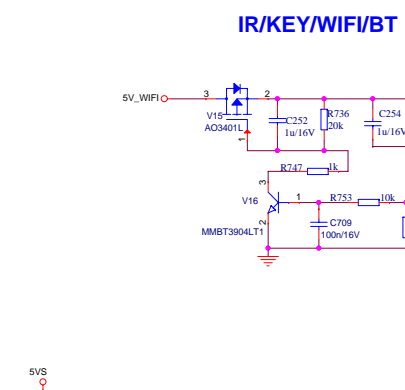 IR/KEY/WIFI/BT
5V_WIFI
3
2
V15
AO3401L
1
C252
1u/16V
R736
20k
C254
1u/16V
R747
1k
3
V16
1
R753
10k
MMBT3904LT1
2
C709
100n/16V
5VS